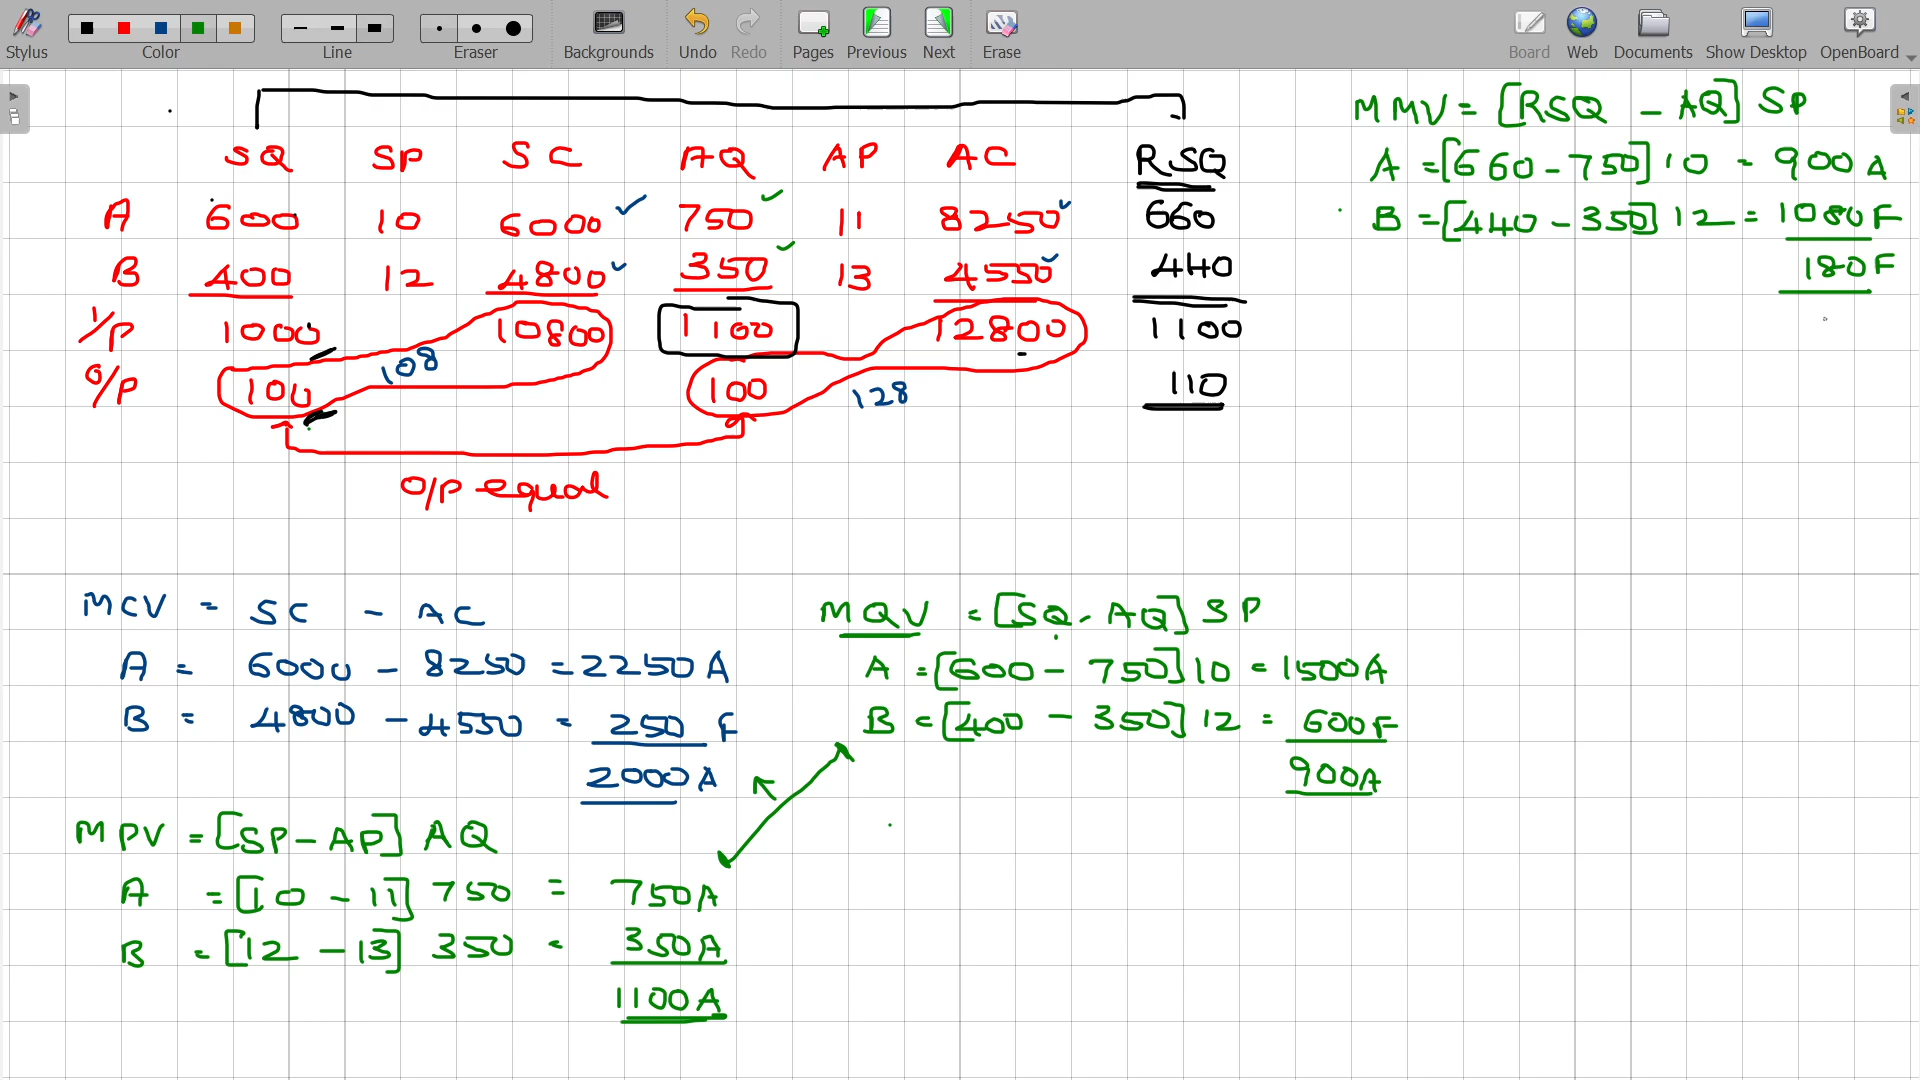 Stylus Color Line Eraser Backgrounds Undo Redo Pages Previous Next Erase Board Web Documents Show Desktop OpenBoard
SQ SP SC AQ AP AC RSQ
A 600 10 6000 750 11 8250 660
B 400 12 4800 350 13 4550 440
I/P 1000 10800 1100 12800 1100
O/P 100 108 100 128 110
O/P equal
MMV = [RSQ - AQ] SP
A = [660 - 750] 10 = 900 A
B = [440 - 350] 12 = 1080 F
180 F
MCV = SC - AC
A = 6000 - 8250 = 2250 A
B = 4800 - 4550 = 250 F
2000 A
MQV = [SQ - AQ] SP
A = [600 - 750] 10 = 1500 A
B = [400 - 350] 12 = 600 F
900 A
MPV = [SP - AP] AQ
A = [10 - 11] 750 = 750 A
B = [12 - 13] 350 = 350 A
1100 A